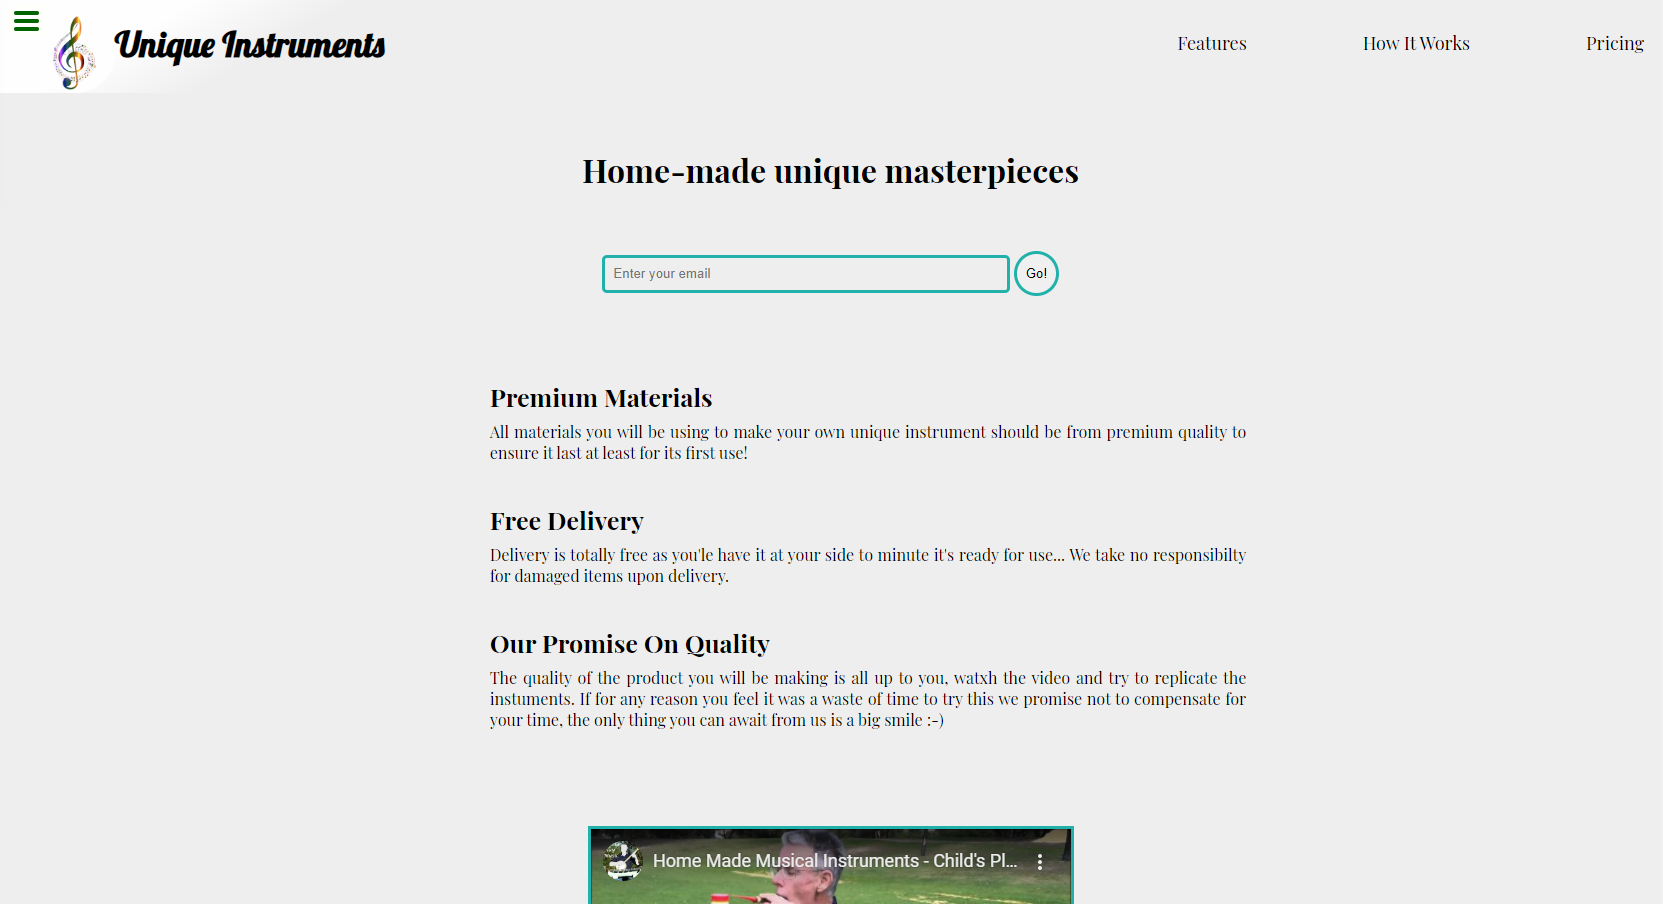 Unique Instruments
Features
How It Works
Pricing
Home-made unique masterpieces
Enter your email
Go!
Premium Materials
All materials you will be using to make your own unique instrument should be from premium quality to
ensure it last at least for its first use!
Free Delivery
Delivery is totally free as you'le have it at your side to minute it's ready for use... We take no responsibilty
for damaged items upon delivery.
Our Promise On Quality
The quality of the product you will be making is all up to you, watxh the video and try to replicate the
instuments. If for any reason you feel it was a waste of time to try this we promise not to compensate for
your time, the only thing you can await from us is a big smile :-)
Home Made Musical Instruments - Child's Pl...